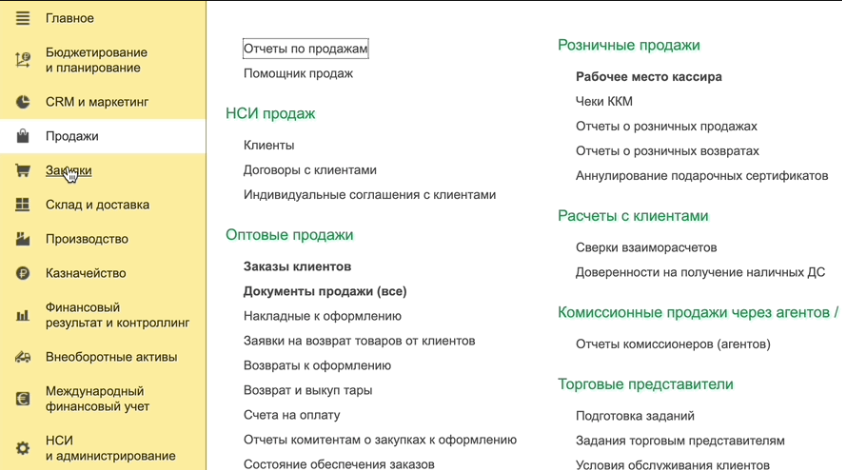 Главное
Бюджетирование
и планирование
CRM и маркетинг
Продажи
Закупки
Склад и доставка
Производство
Казначейство
Финансовый
результат и контроллинг
Внеоборотные активы
Международный
финансовый учет
НСИ
и администрирование
Отчеты по продажам
Помощник продаж
НСИ продаж
Клиенты
Договоры с клиентами
Индивидуальные соглашения с клиентами
Оптовые продажи
Заказы клиентов
Документы продажи (все)
Накладные к оформлению
Заявки на возврат товаров от клиентов
Возвраты к оформлению
Возврат и выкуп тары
Счета на оплату
Отчеты комитентам о закупках к оформлению
Состояние обеспечения заказов
Розничные продажи
Рабочее место кассира
Чеки ККМ
Отчеты о розничных продажах
Отчеты о розничных возвратах
Аннулирование подарочных сертификатов
Расчеты с клиентами
Сверки взаиморасчетов
Доверенности на получение наличных ДС
Комиссионные продажи через агентов /
Отчеты комиссионеров (агентов)
Торговые представители
Подготовка заданий
Задания торговым представителям
Условия обслуживания клиентов